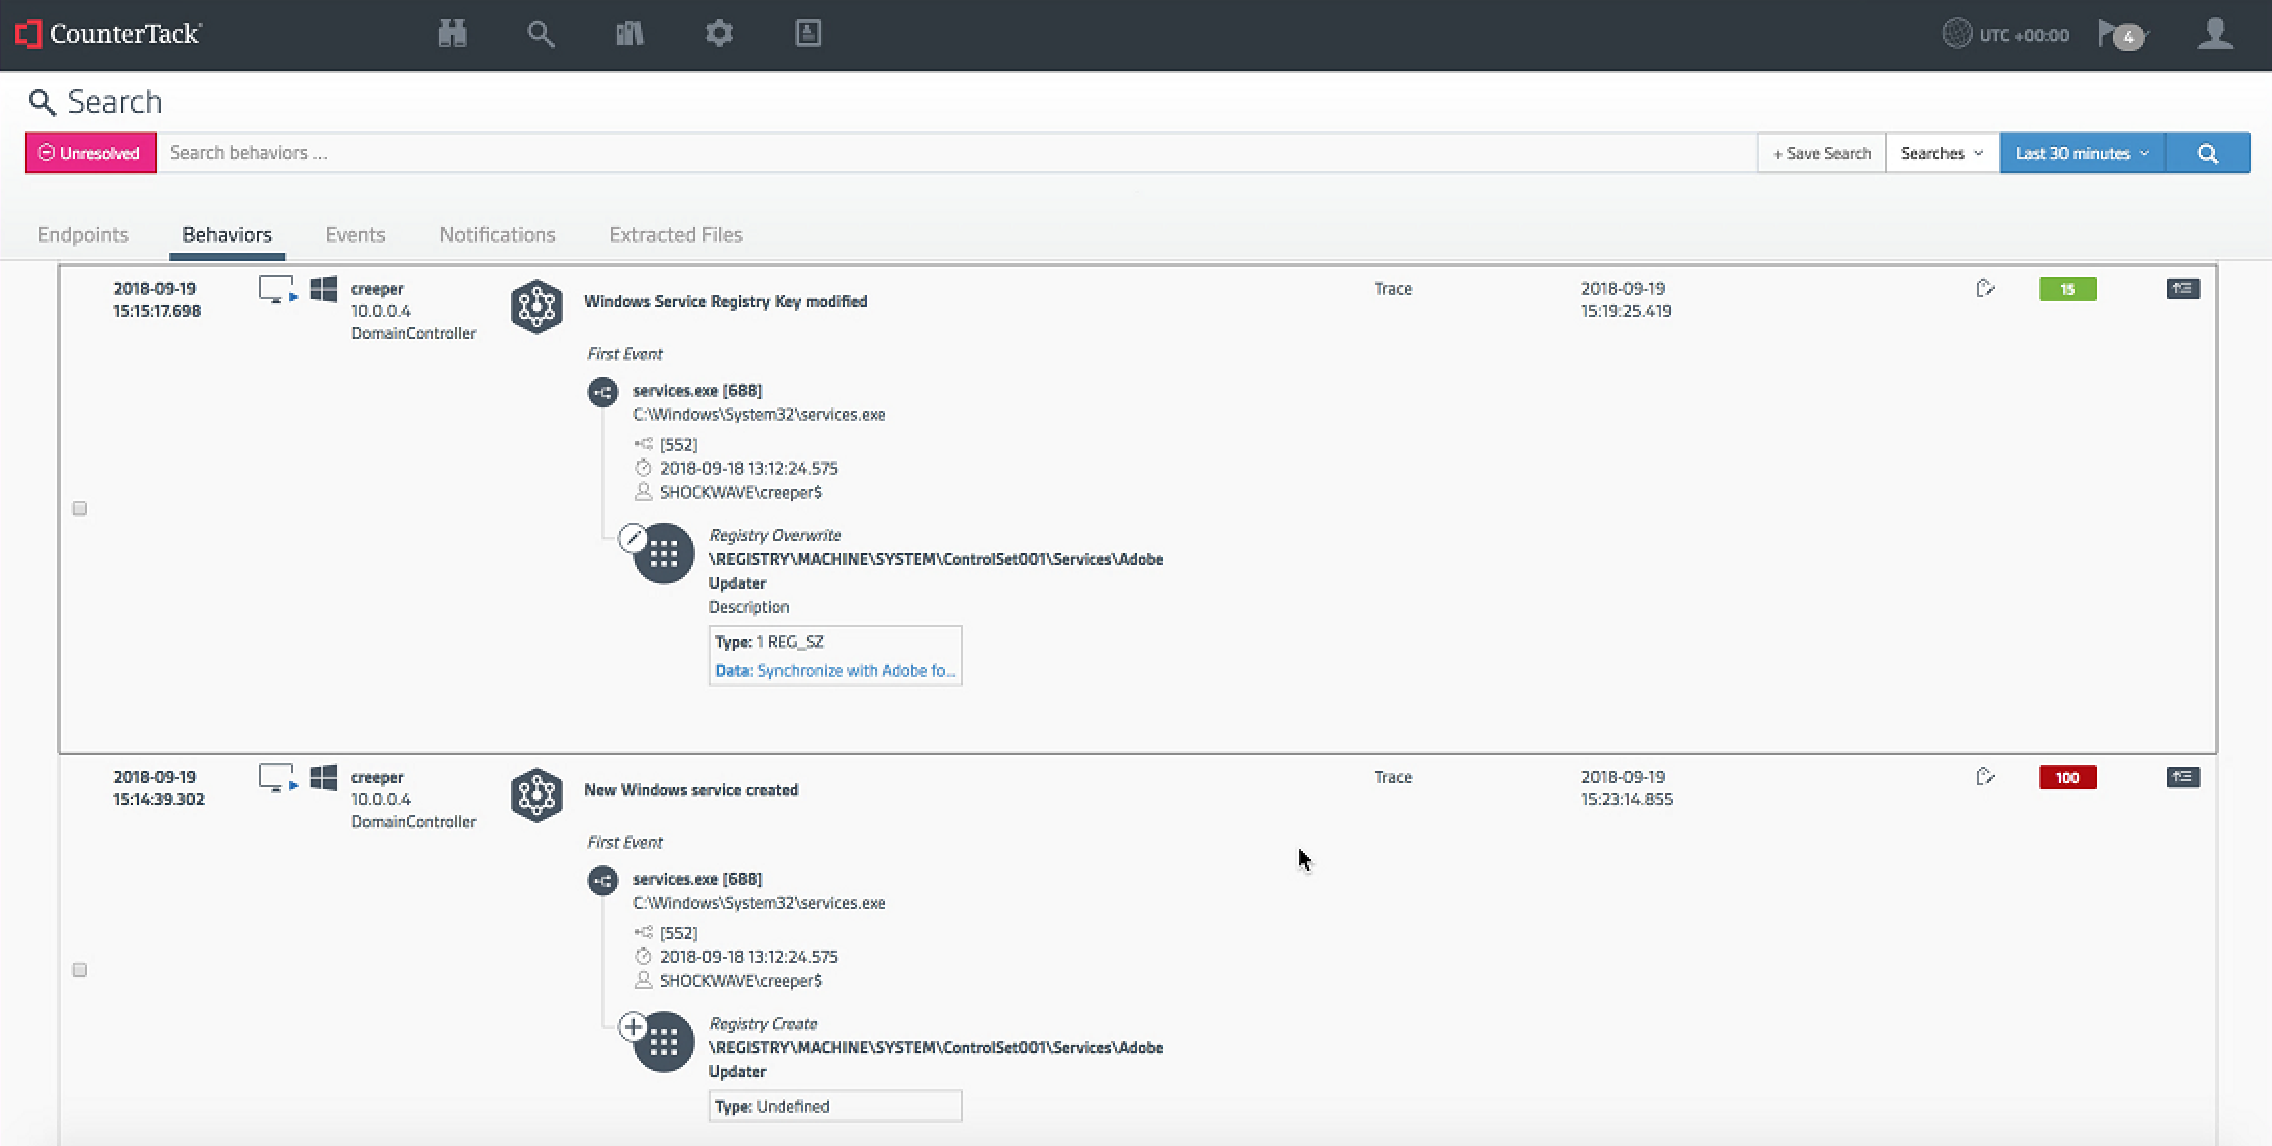 CounterTack
UTC +00:00
4
Search
Unresolved
Search behaviors ...
+ Save Search
Searches
Last 30 minutes
Endpoints
Behaviors
Events
Notifications
Extracted Files
2018-09-19
15:15:17.698
creeper
10.0.0.4
DomainController
Windows Service Registry Key modified
Trace
2018-09-19
15:19:25.419
15
First Event
services.exe [688]
C:\Windows\System32\services.exe
[552]
2018-09-18 13:12:24.575
SHOCKWAVE\creeper$
Registry Overwrite
\REGISTRY\MACHINE\SYSTEM\ControlSet001\Services\Adobe
Updater
Description
Type: 1 REG_SZ
Data: Synchronize with Adobe fo...
2018-09-19
15:14:39.302
creeper
10.0.0.4
DomainController
New Windows service created
Trace
2018-09-19
15:23:14.855
100
First Event
services.exe [688]
C:\Windows\System32\services.exe
[552]
2018-09-18 13:12:24.575
SHOCKWAVE\creeper$
Registry Create
\REGISTRY\MACHINE\SYSTEM\ControlSet001\Services\Adobe
Updater
Type: Undefined